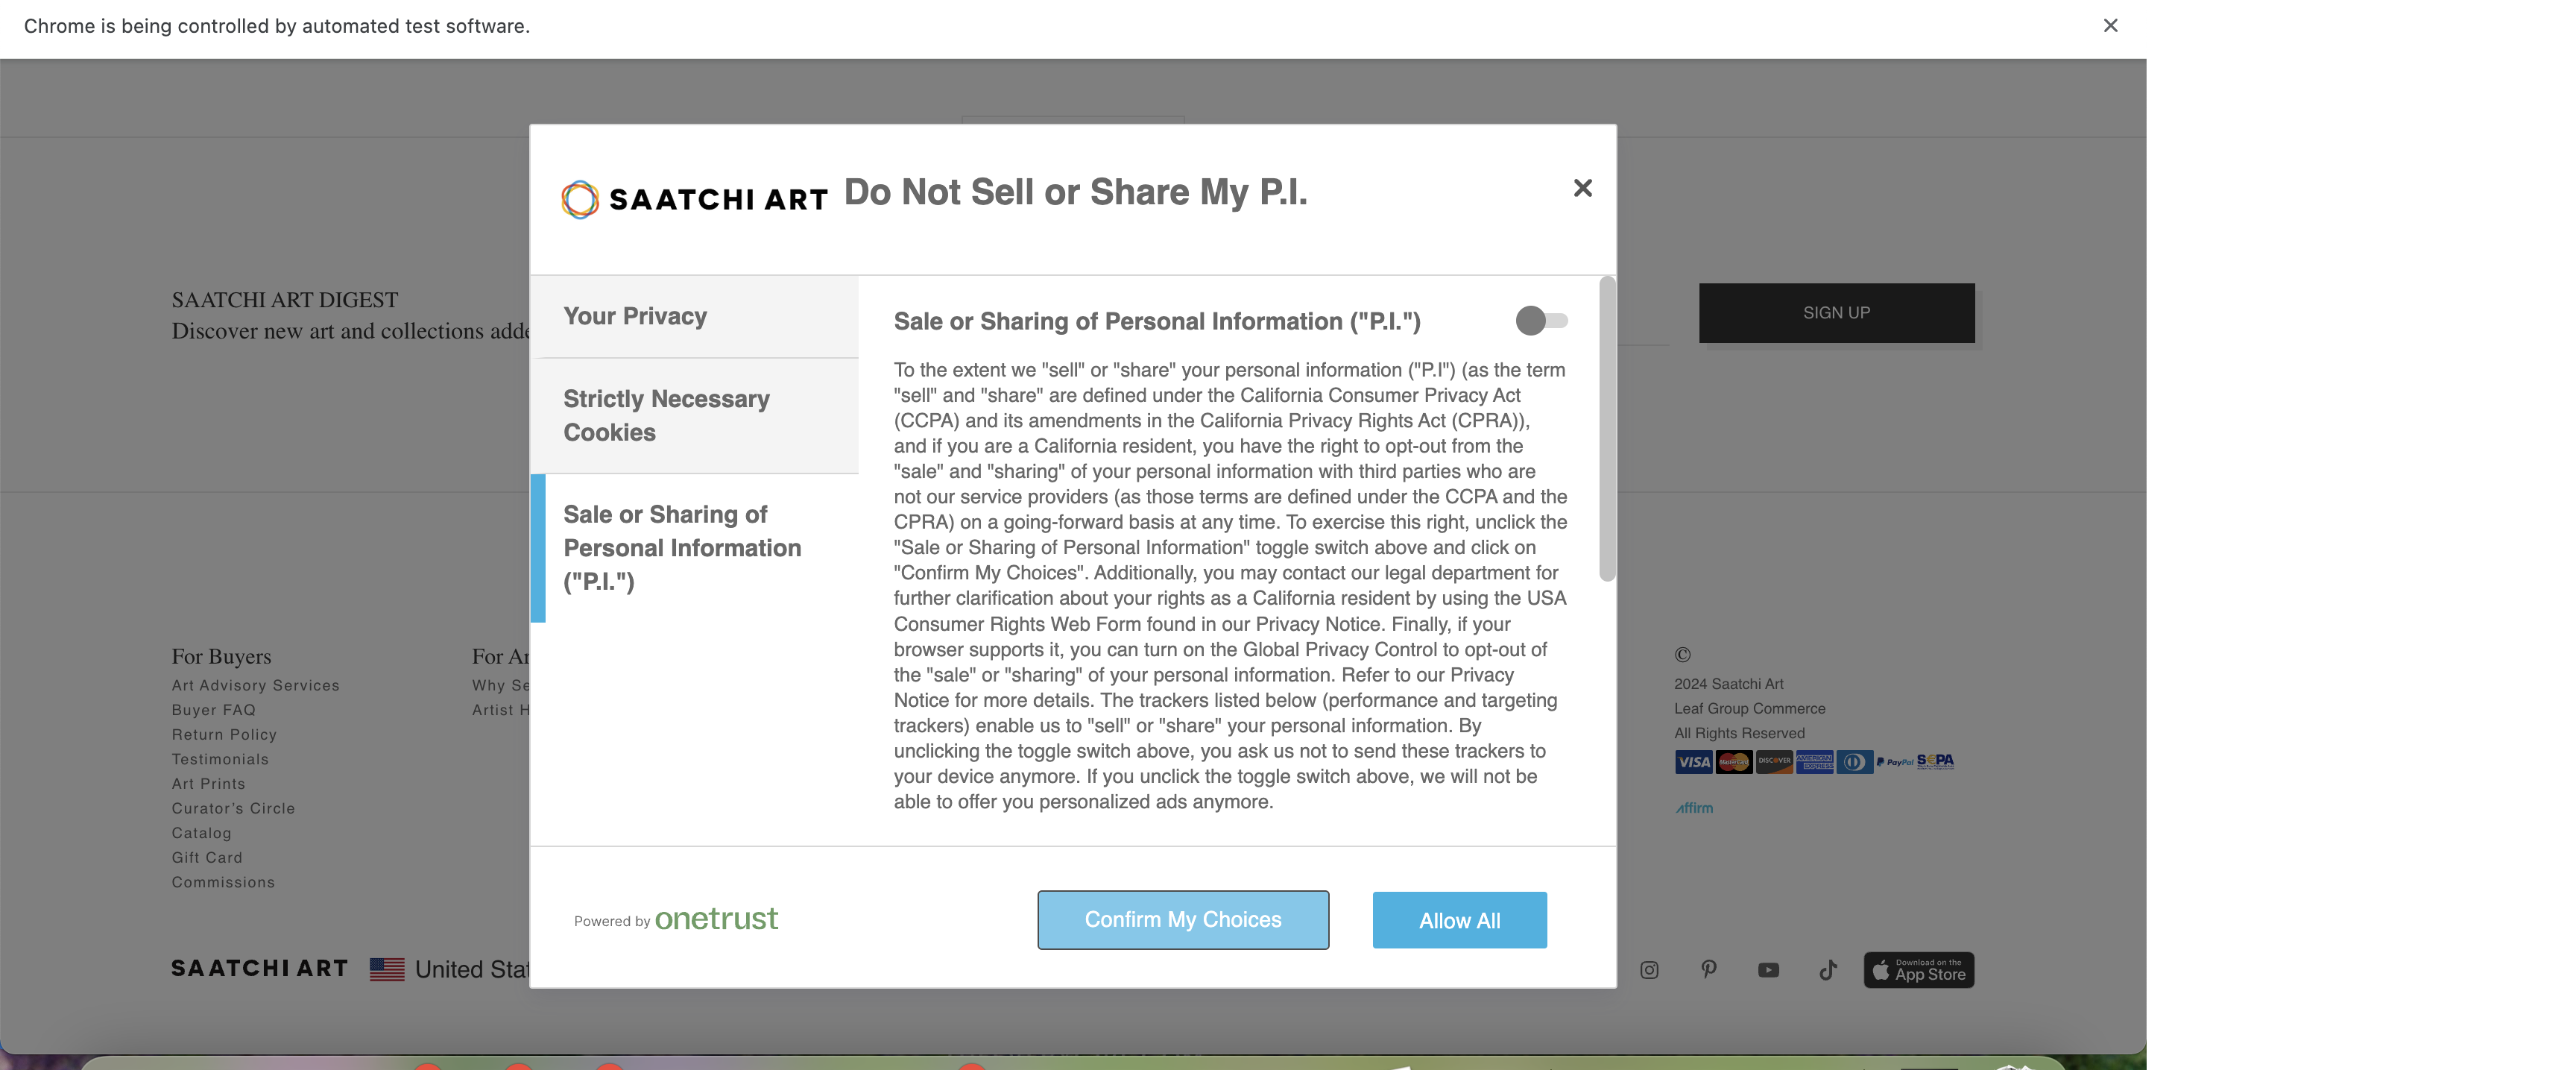 Chrome is being controlled by automated test software.
SAATCHI ART
Do Not Sell or Share My P.I.
Your Privacy
Strictly Necessary
Cookies
Sale or Sharing of
Personal Information
("P.I.")
Sale or Sharing of Personal Information ("P.I.")
To the extent we "sell" or "share" your personal information ("P.I") (as the term
"sell" and "share" are defined under the California Consumer Privacy Act
(CCPA) and its amendments in the California Privacy Rights Act (CPRA)),
and if you are a California resident, you have the right to opt-out from the
"sale" and "sharing" of your personal information with third parties who are
not our service providers (as those terms are defined under the CCPA and the
CPRA) on a going-forward basis at any time. To exercise this right, unclick the
"Sale or Sharing of Personal Information" toggle switch above and click on
"Confirm My Choices". Additionally, you may contact our legal department for
further clarification about your rights as a California resident by using the USA
Consumer Rights Web Form found in our Privacy Notice. Finally, if your
browser supports it, you can turn on the Global Privacy Control to opt-out of
the "sale" or "sharing" of your personal information. Refer to our Privacy
Notice for more details. The trackers listed below (performance and targeting
trackers) enable us to "sell" or "share" your personal information. By
unclicking the toggle switch above, you ask us not to send these trackers to
your device anymore. If you unclick the toggle switch above, we will not be
able to offer you personalized ads anymore.
Powered by onetrust
Confirm My Choices
Allow All
SAATCHI ART DIGEST
Discover new art and collections adde
SIGN UP
For Buyers
Art Advisory Services
Buyer FAQ
Return Policy
Testimonials
Art Prints
Curator's Circle
Catalog
Gift Card
Commissions
For Ar
Why Se
Artist H
©
2024 Saatchi Art
Leaf Group Commerce
All Rights Reserved
VISA MasterCard DISCOVER AMERICAN EXPRESS PayPal SEPA
affirm
SAATCHI ART
United Stat
Download on the
App Store